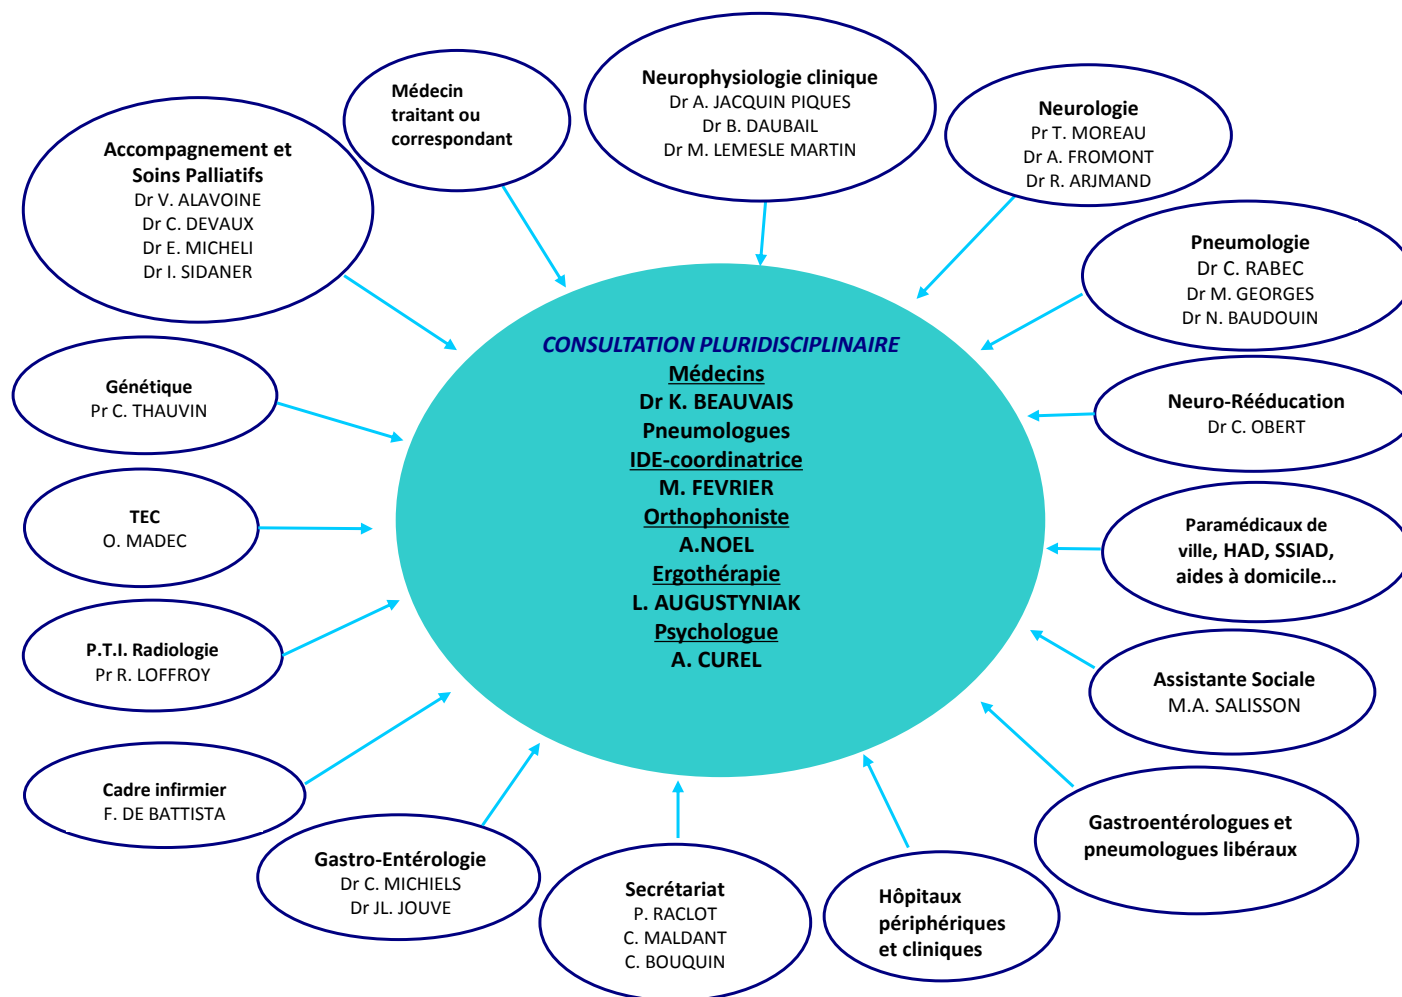 Médecin
traitant ou
correspondant
Neurophysiologie clinique
Dr A. JACQUIN PIQUES
Dr B. DAUBAIL
Dr M. LEMESLE MARTIN
Neurologie
Pr T. MOREAU
Dr A. FROMONT
Dr R. ARJMAND
Accompagnement et
Soins Palliatifs
Dr V. ALAVOINE
Dr C. DEVAUX
Dr E. MICHELI
Dr I. SIDANER
Pneumologie
Dr C. RABEC
Dr M. GEORGES
Dr N. BAUDOUIN
CONSULTATION PLURIDISCIPLINAIRE
Médecins
Dr K. BEAUVAIS
Pneumologues
IDE-coordinatrice
M. FEVRIER
Orthophoniste
A.NOEL
Ergothérapie
L. AUGUSTYNIAK
Psychologue
A. CUREL
Génétique
Pr C. THAUVIN
Neuro-Rééducation
Dr C. OBERT
TEC
O. MADEC
Paramédicaux de
ville, HAD, SSIAD,
aides à domicile…
P.T.I. Radiologie
Pr R. LOFFROY
Assistante Sociale
M.A. SALISSON
Cadre infirmier
F. DE BATTISTA
Gastroentérologues et
pneumologues libéraux
Gastro-Entérologie
Dr C. MICHIELS
Dr JL. JOUVE
Secrétariat
P. RACLOT
C. MALDANT
C. BOUQUIN
Hôpitaux
périphériques
et cliniques